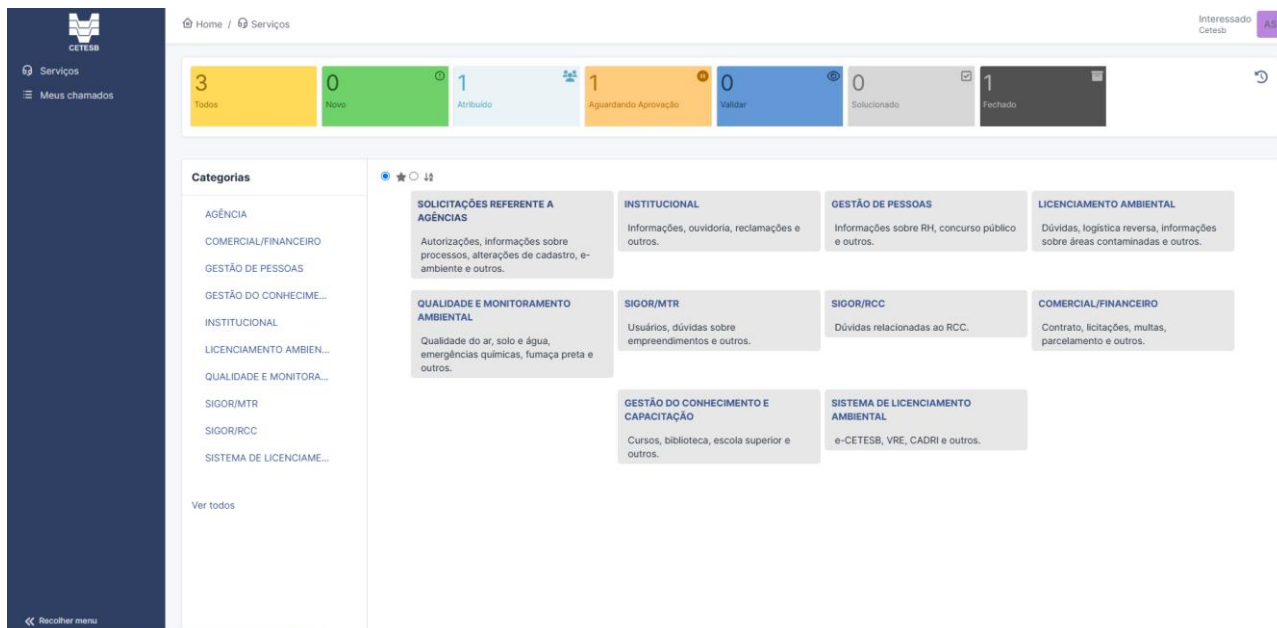 CETESB
Serviços
Meus chamados
Recolher menu
Home / Serviços
Interessado
Cetesb
AS
3
Todos
0
Novo
1
Atribuído
1
Aguardando Aprovação
0
Validar
0
Solucionado
1
Fechado
Categorias
AGÊNCIA
COMERCIAL/FINANCEIRO
GESTÃO DE PESSOAS
GESTÃO DO CONHECIME...
INSTITUCIONAL
LICENCIAMENTO AMBIEN...
QUALIDADE E MONITORA...
SIGOR/MTR
SIGOR/RCC
SISTEMA DE LICENCIAME...
Ver todos
SOLICITAÇÕES REFERENTE A
AGÊNCIAS
Autorizações, informações sobre
processos, alterações de cadastro, e-
ambiente e outros.
INSTITUCIONAL
Informações, ouvidoria, reclamações e
outros.
GESTÃO DE PESSOAS
Informações sobre RH, concurso público
e outros.
LICENCIAMENTO AMBIENTAL
Dúvidas, logística reversa, informações
sobre áreas contaminadas e outros.
QUALIDADE E MONITORAMENTO
AMBIENTAL
Qualidade do ar, solo e água,
emergências químicas, fumaça preta e
outros.
SIGOR/MTR
Usuários, dúvidas sobre
empreendimentos e outros.
SIGOR/RCC
Dúvidas relacionadas ao RCC.
COMERCIAL/FINANCEIRO
Contrato, licitações, multas,
parcelamento e outros.
GESTÃO DO CONHECIMENTO E
CAPACITAÇÃO
Cursos, biblioteca, escola superior e
outros.
SISTEMA DE LICENCIAMENTO
AMBIENTAL
e-CETESB, VRE, CADRI e outros.